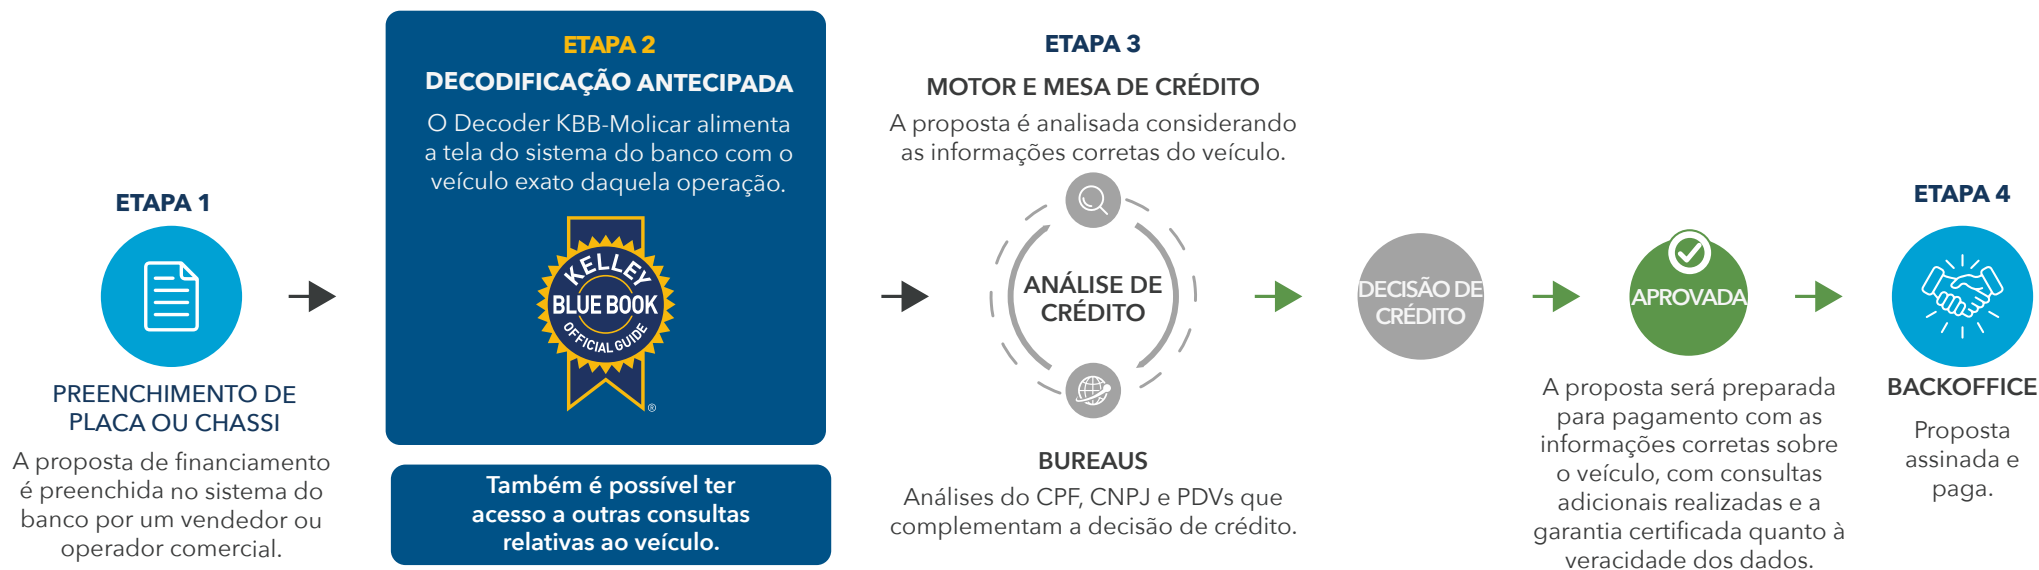 ETAPA 1
PREENCHIMENTO DE
PLACA OU CHASSI
A proposta de financiamento
é preenchida no sistema do
banco por um vendedor ou
operador comercial.
ETAPA 2
DECODIFICAÇÃO ANTECIPADA
O Decoder KBB-Molicar alimenta
a tela do sistema do banco com o
veículo exato daquela operação.
KELLEY
BLUE BOOK
OFFICIAL GUIDE
®
Também é possível ter
acesso a outras consultas
relativas ao veículo.
ETAPA 3
MOTOR E MESA DE CRÉDITO
A proposta é analisada considerando
as informações corretas do veículo.
ANÁLISE DE
CRÉDITO
BUREAUS
Análises do CPF, CNPJ e PDVs que
complementam a decisão de crédito.
DECISÃO DE
CRÉDITO
APROVADA
A proposta será preparada
para pagamento com as
informações corretas sobre
o veículo, com consultas
adicionais realizadas e a
garantia certificada quanto à
veracidade dos dados.
ETAPA 4
BACKOFFICE
Proposta
assinada e
paga.